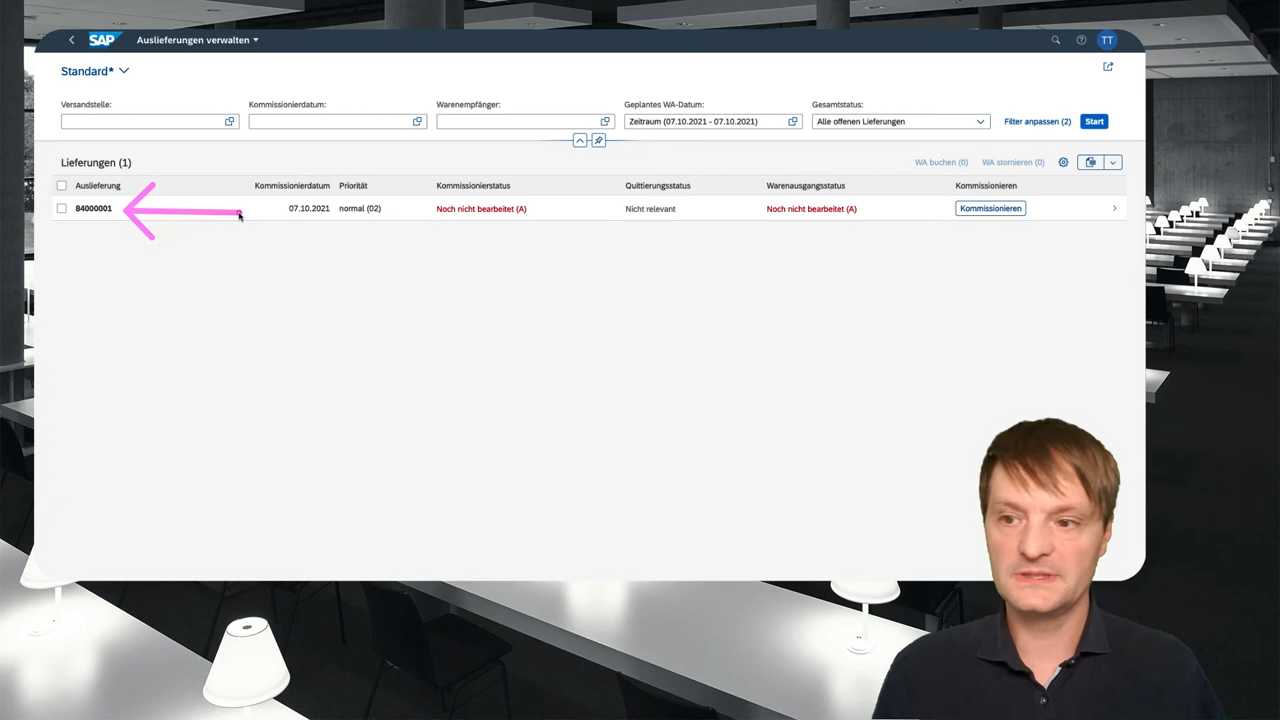 SAP Auslieferungen verwalten TT
Standard*
Versandstelle: Kommissionierdatum: Warenempfänger: Geplantes WA-Datum: Gesamtstatus:
Zeitraum (07.10.2021 - 07.10.2021) Alle offenen Lieferungen Filter anpassen (2) Start
Lieferungen (1) WA buchen (0) WA stornieren (0)
Auslieferung Kommissionierdatum Priorität Kommissionierstatus Quittierungsstatus Warenausgangsstatus Kommissionieren
84000001 07.10.2021 normal (02) Noch nicht bearbeitet (A) Nicht relevant Noch nicht bearbeitet (A) Kommissionieren